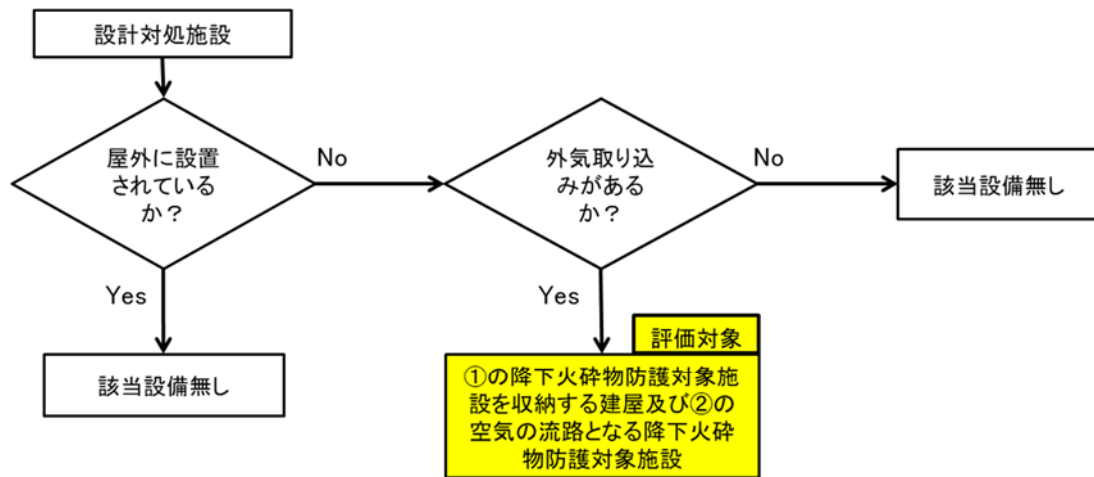 設計対処施設
屋外に設置
されている
か？
No
外気取り込
みがある
か？
No
該当設備無し
Yes
Yes
評価対象
該当設備無し
①の降下火砕物防護対象施
設を収納する建屋及び②の
空気の流路となる降下火砕
物防護対象施設